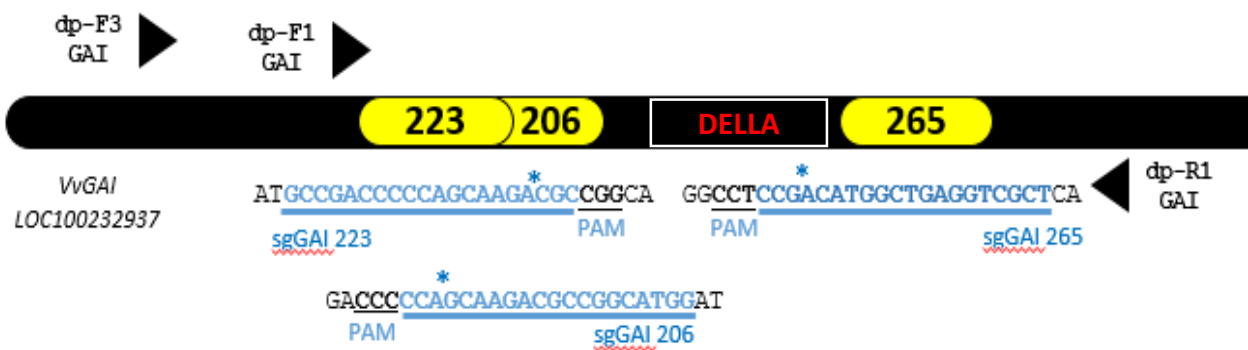 dp-F3
GAI
dp-F1
GAI
223
206
DELLA
265
VvGAI
LOC100232937
ATGCCGACCCCCAGCAAGACGCCGGCA
GGCCTCCGACATGGCTGAGGTCGCTCA
dp-R1
GAI
*
*
sgGAI 223
PAM
PAM
sgGAI 265
*
GACCCCCAGCAAGACGCCGGCATGGAT
PAM
sgGAI 206